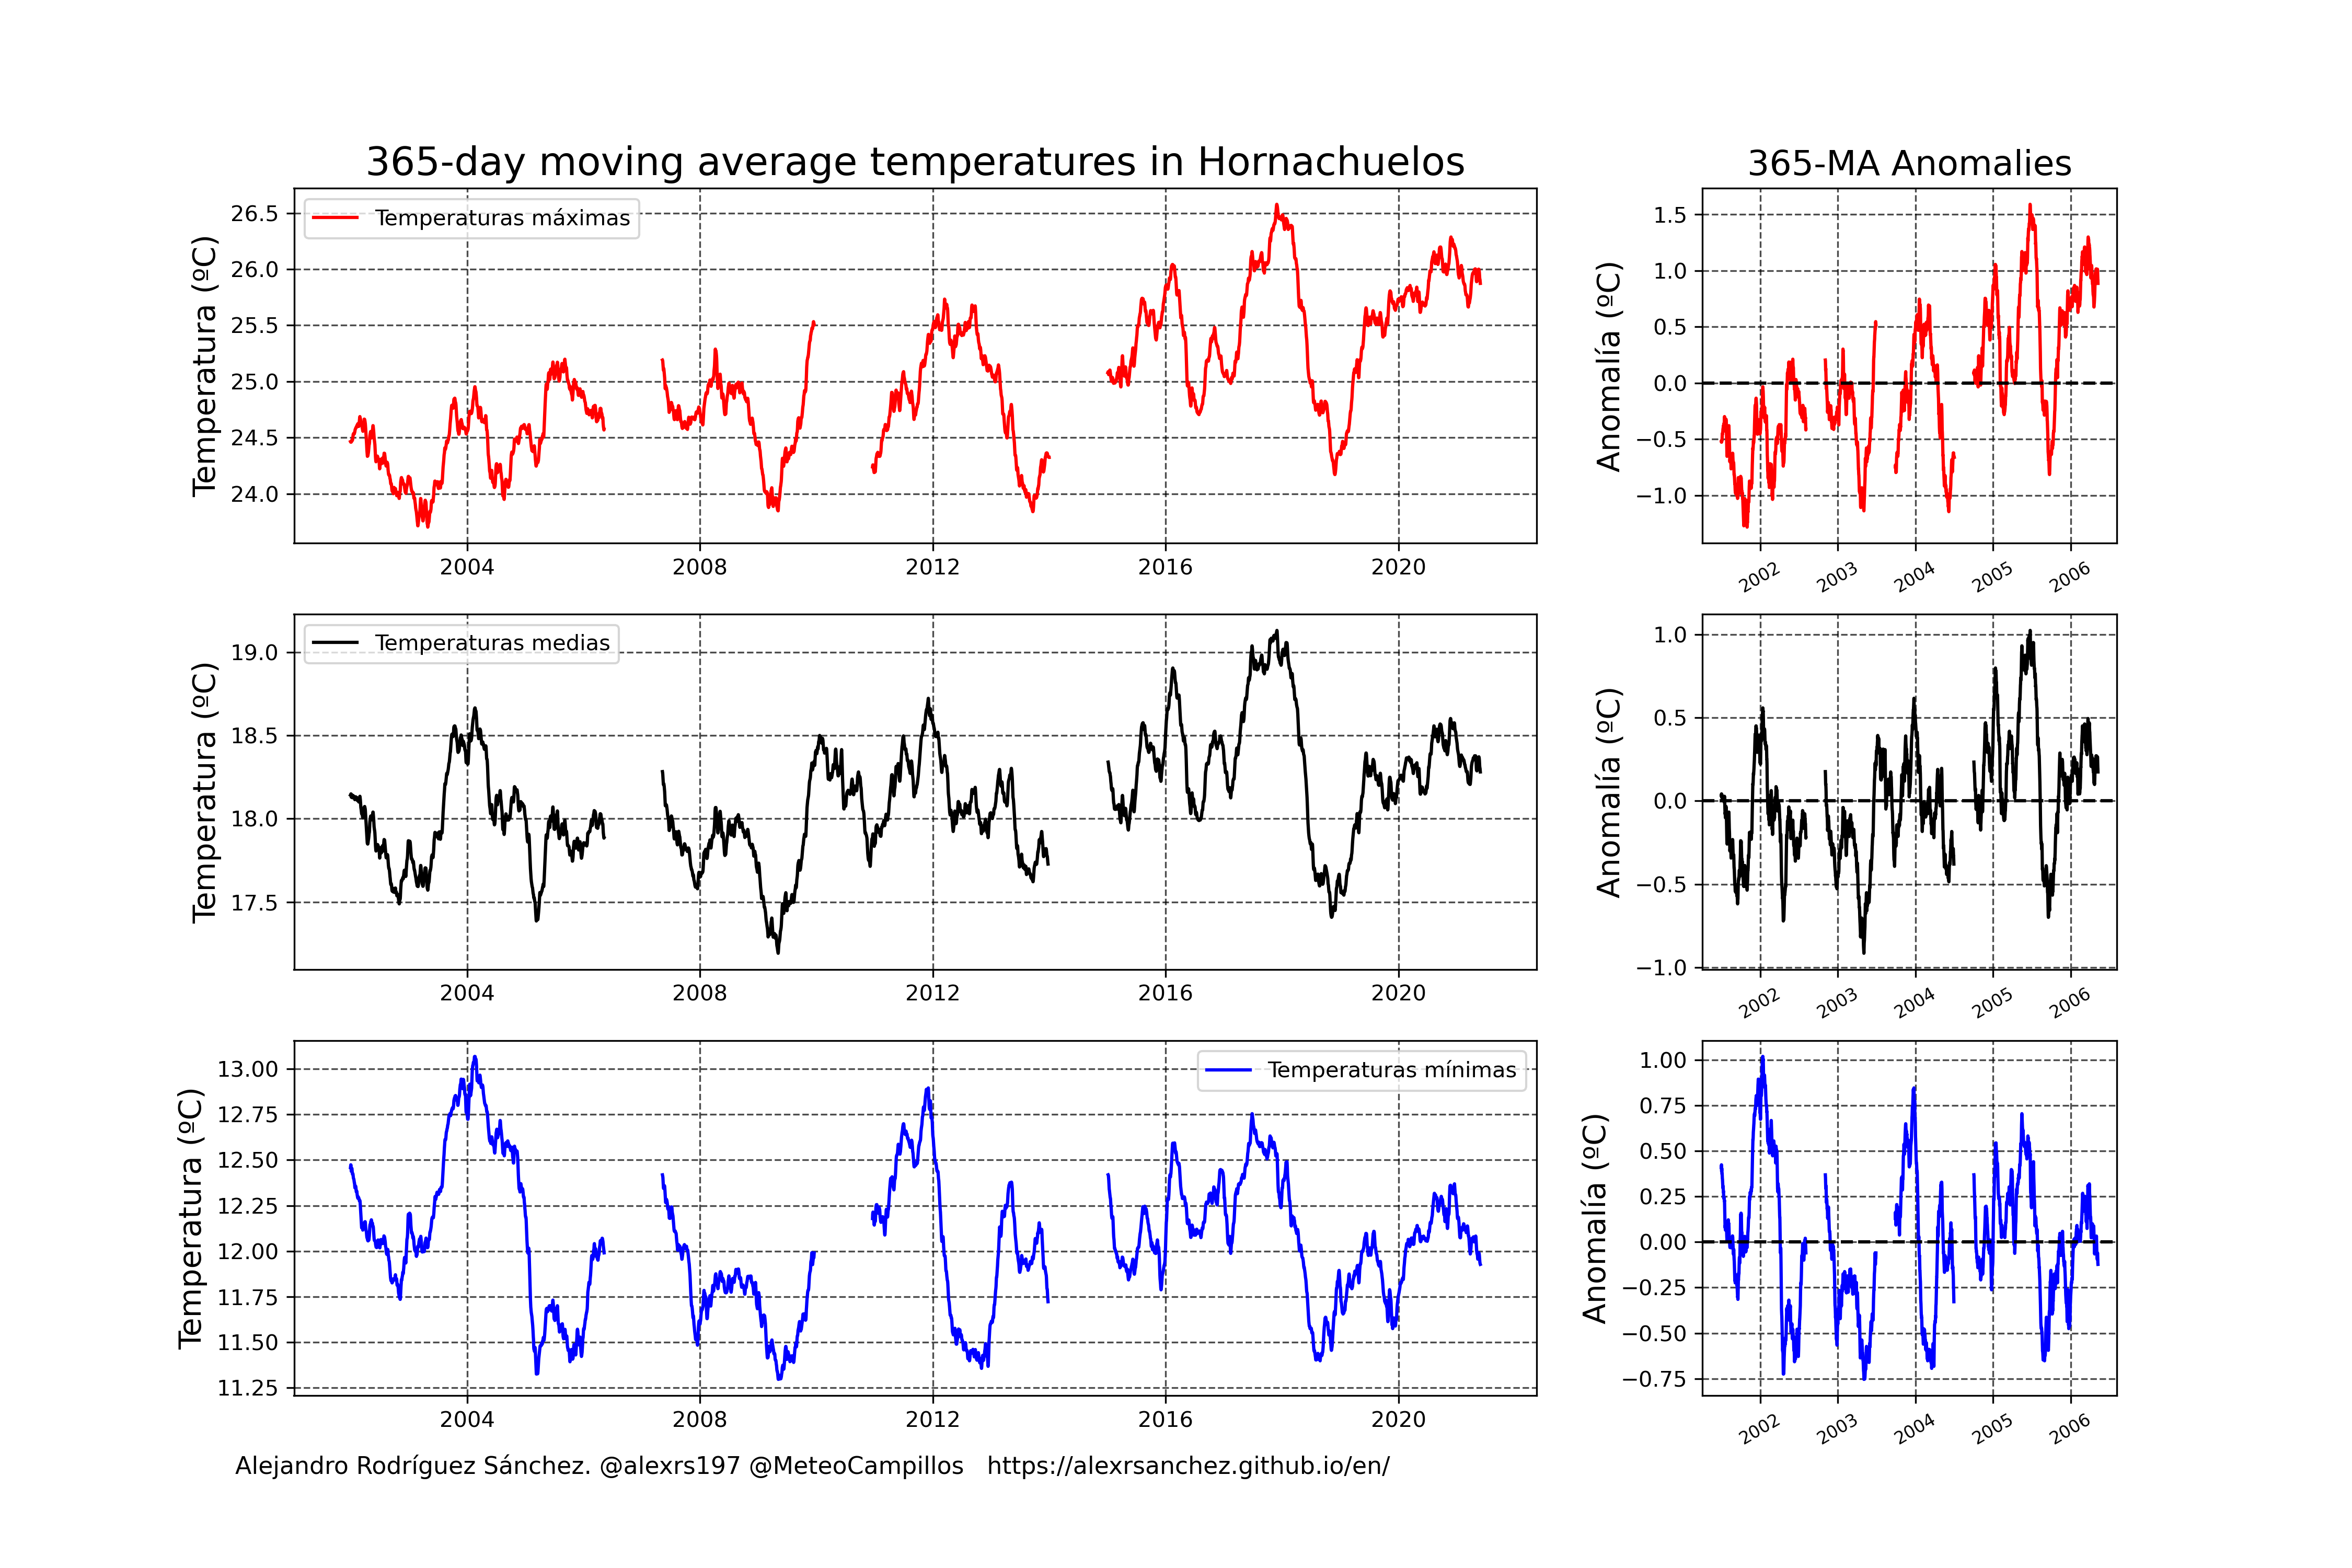 365-day moving average temperatures in Hornachuelos
365-MA Anomalies
Temperatura (ºC)
26.5
26.0
25.5
25.0
24.5
24.0
Temperaturas máximas
2004 2008 2012 2016 2020
Anomalía (ºC)
1.5
1.0
0.5
0.0
−0.5
−1.0
2002 2003 2004 2005 2006
Temperatura (ºC)
19.0
18.5
18.0
17.5
Temperaturas medias
2004 2008 2012 2016 2020
Anomalía (ºC)
1.0
0.5
0.0
−0.5
−1.0
2002 2003 2004 2005 2006
Temperatura (ºC)
13.00
12.75
12.50
12.25
12.00
11.75
11.50
11.25
Temperaturas mínimas
2004 2008 2012 2016 2020
Anomalía (ºC)
1.00
0.75
0.50
0.25
0.00
−0.25
−0.50
−0.75
2002 2003 2004 2005 2006
Alejandro Rodríguez Sánchez. @alexrs197 @MeteoCampillos https://alexrsanchez.github.io/en/